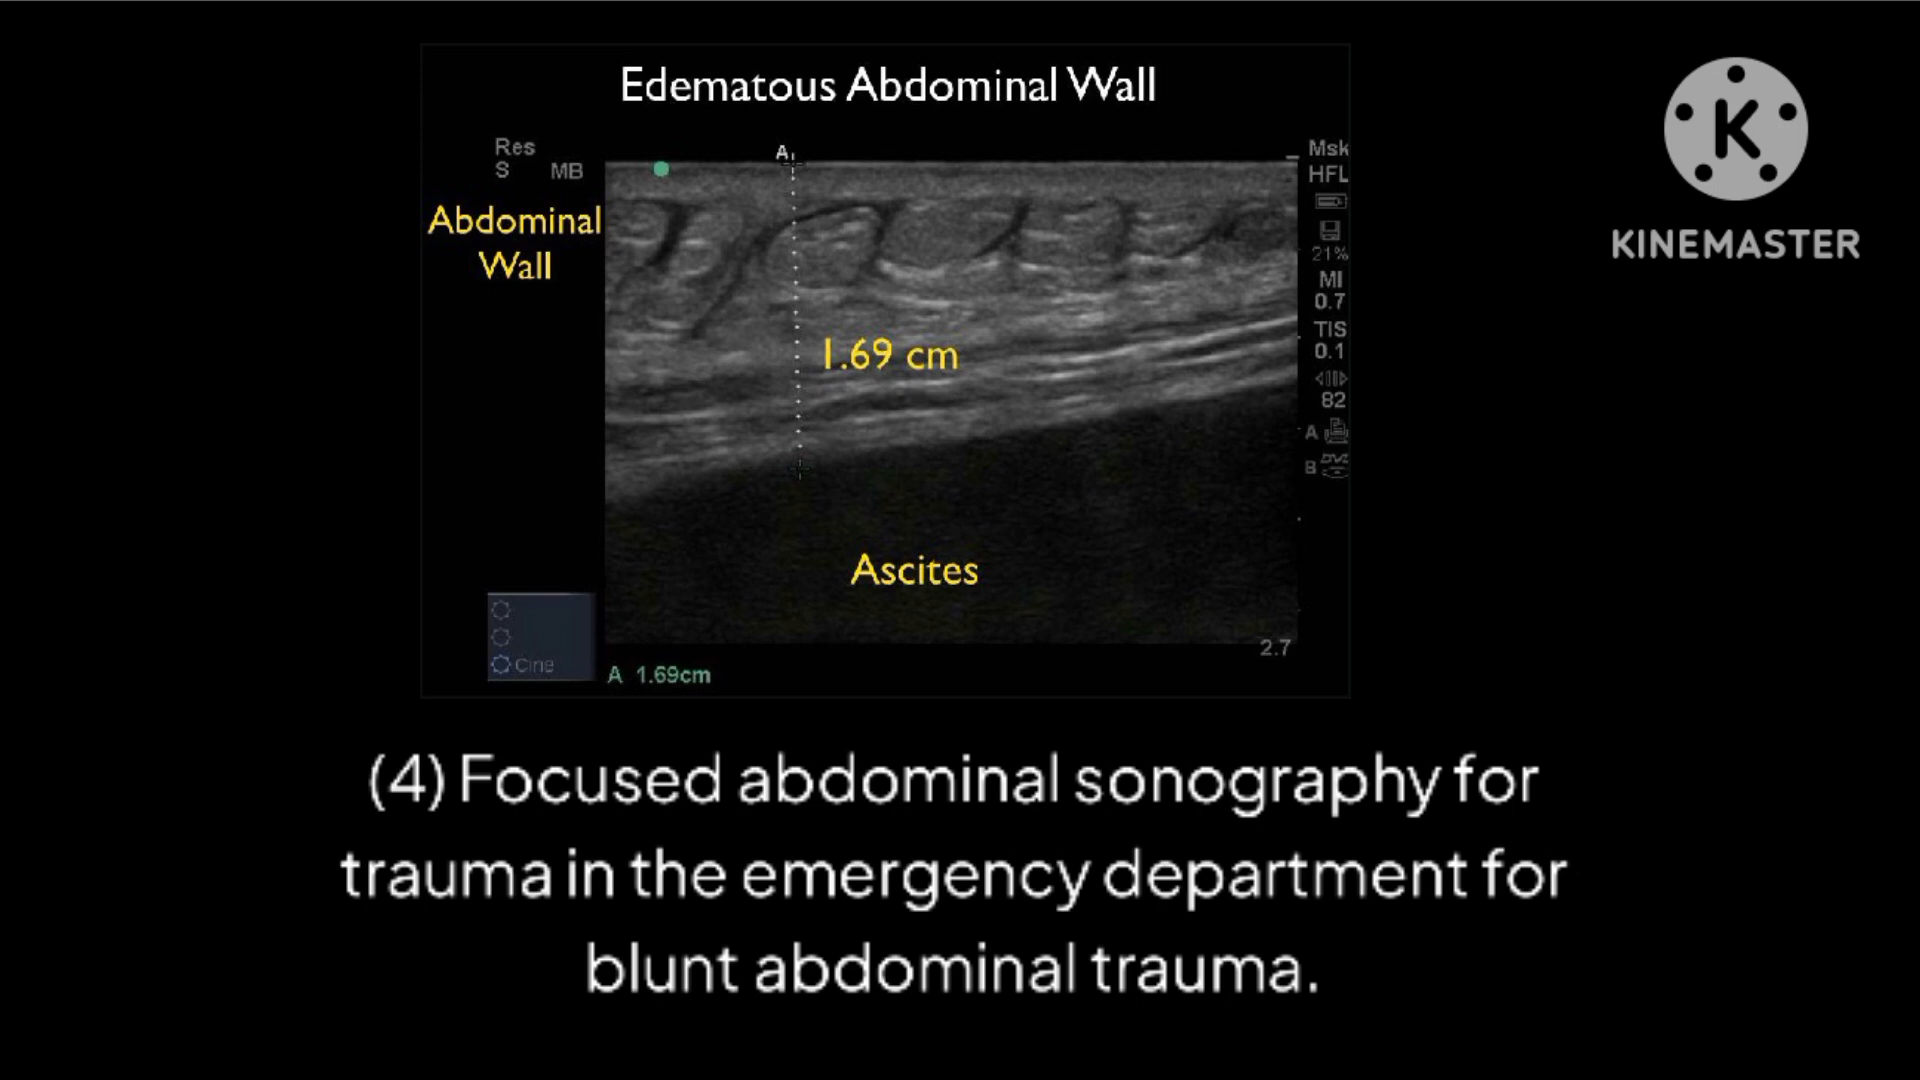 Edematous Abdominal Wall
Res
S MB
A
Msk
HFL
Abdominal
Wall
21%
MI
0.7
TIS
0.1
82
A
B
1.69 cm
Ascites
Cine
2.7
A 1.69cm
K
KINEMASTER
(4) Focused abdominal sonography for
trauma in the emergency department for
blunt abdominal trauma.